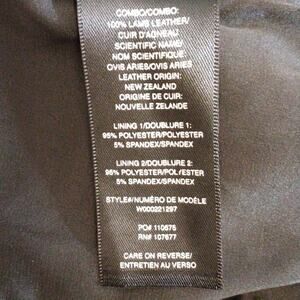 COMBO/COMBO:
100% LAMB LEATHER/
CUIR D'AGNEAU
SCIENTIFIC NAME/
NOM SCIENTIFIQUE
OVIS ARIES/OVIS ARIES
LEATHER ORIGIN:
NEW ZEALAND
ORIGINE DE CUIR:
NOUVELLE ZELANDE
LINING 1/DOUBLURE 1:
95% POLYESTER/POLYESTER
5% SPANDEX/SPANDEX
LINING 2/DOUBLURE 2:
95% POLYESTER/POLYESTER
5% SPANDEX/SPANDEX
STYLE#/NUMÉRO DE MODÈLE
W000221297
PO# 110575
RN# 107677
CARE ON REVERSE/
ENTRETIEN AU VERSO